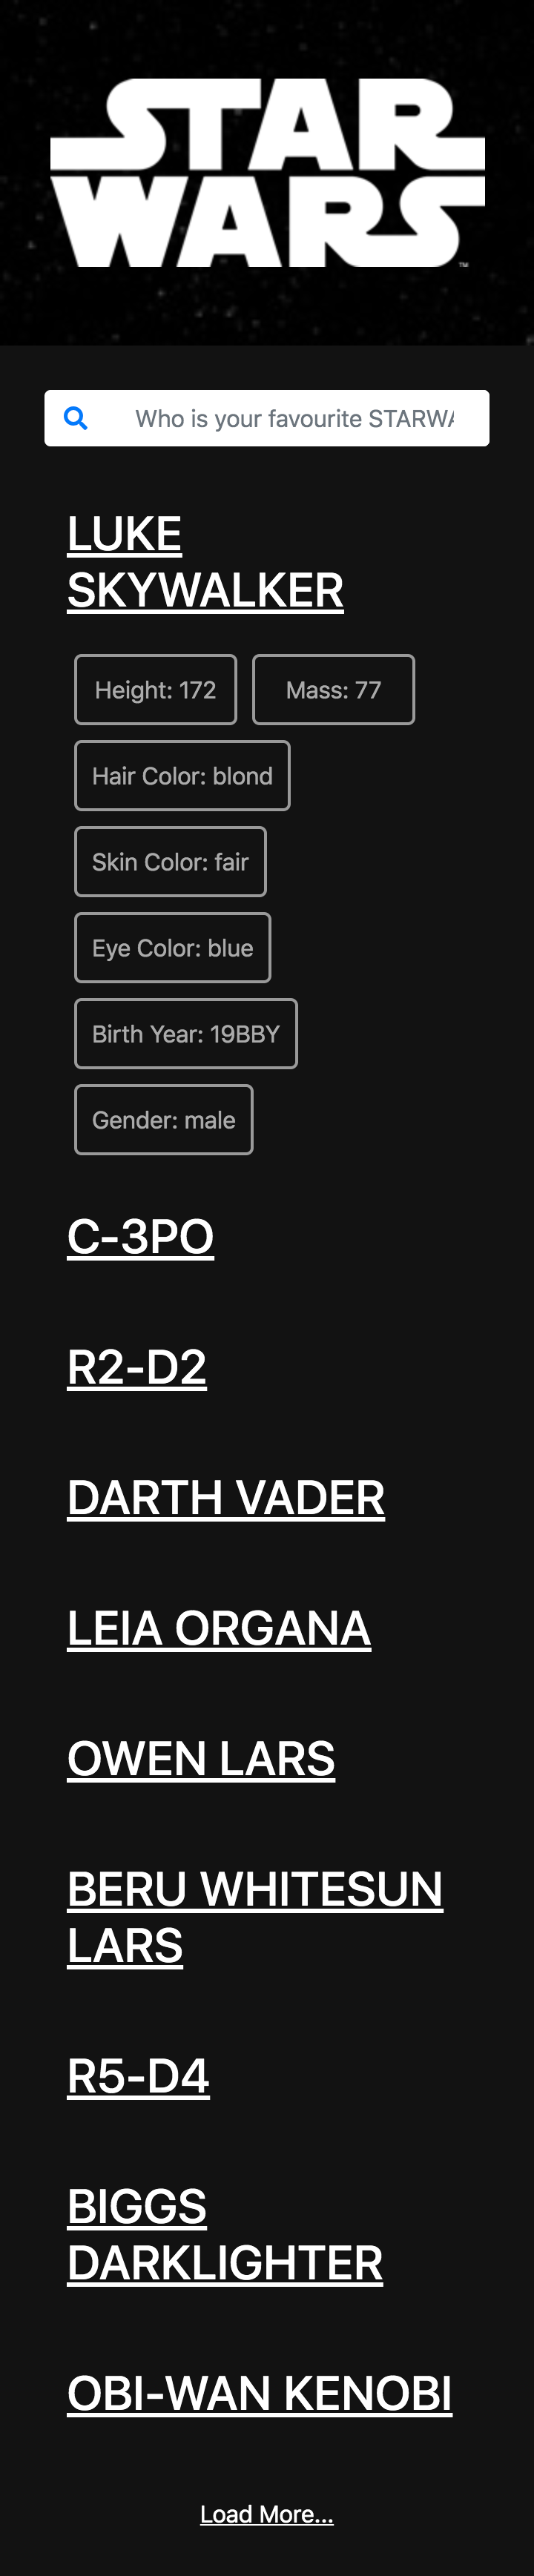 STAR
WARS
TM
Who is your favourite STARWA
LUKE
SKYWALKER
Height: 172
Mass: 77
Hair Color: blond
Skin Color: fair
Eye Color: blue
Birth Year: 19BBY
Gender: male
C-3PO
R2-D2
DARTH VADER
LEIA ORGANA
OWEN LARS
BERU WHITESUN
LARS
R5-D4
BIGGS
DARKLIGHTER
OBI-WAN KENOBI
Load More...